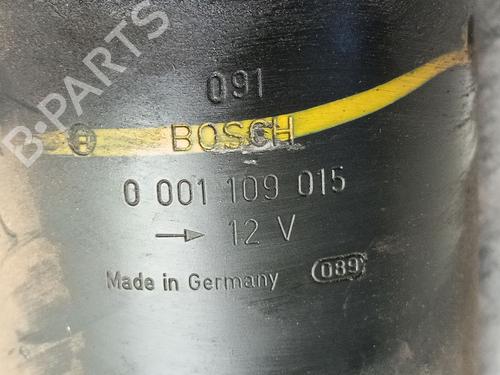 B-PARTS
091
BOSCH
0 001 109 015
→ 12 V
Made in Germany 089